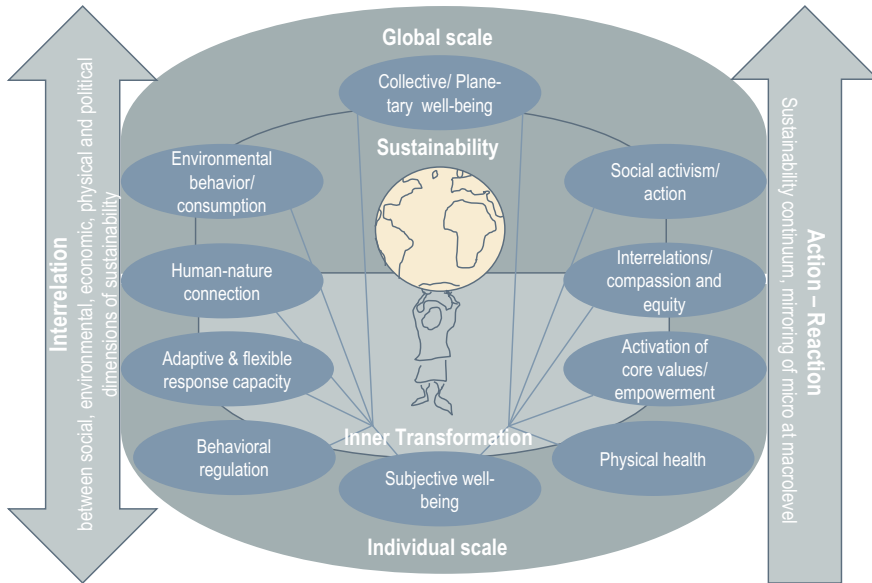 Global scale
Collective/ Plane-
tary well-being
Sustainability
Environmental
behavior/
consumption
Social activism/
action
Human-nature
connection
Interrelations/
compassion and
equity
Adaptive & flexible
response capacity
Activation of
core values/
empowerment
Inner Transformation
Behavioral
regulation
Physical health
Subjective well-
being
Individual scale
Interrelation
between social, environmental, economic, physical and political
dimensions of sustainability
Action – Reaction
Sustainability continuum, mirroring of micro at macrolevel